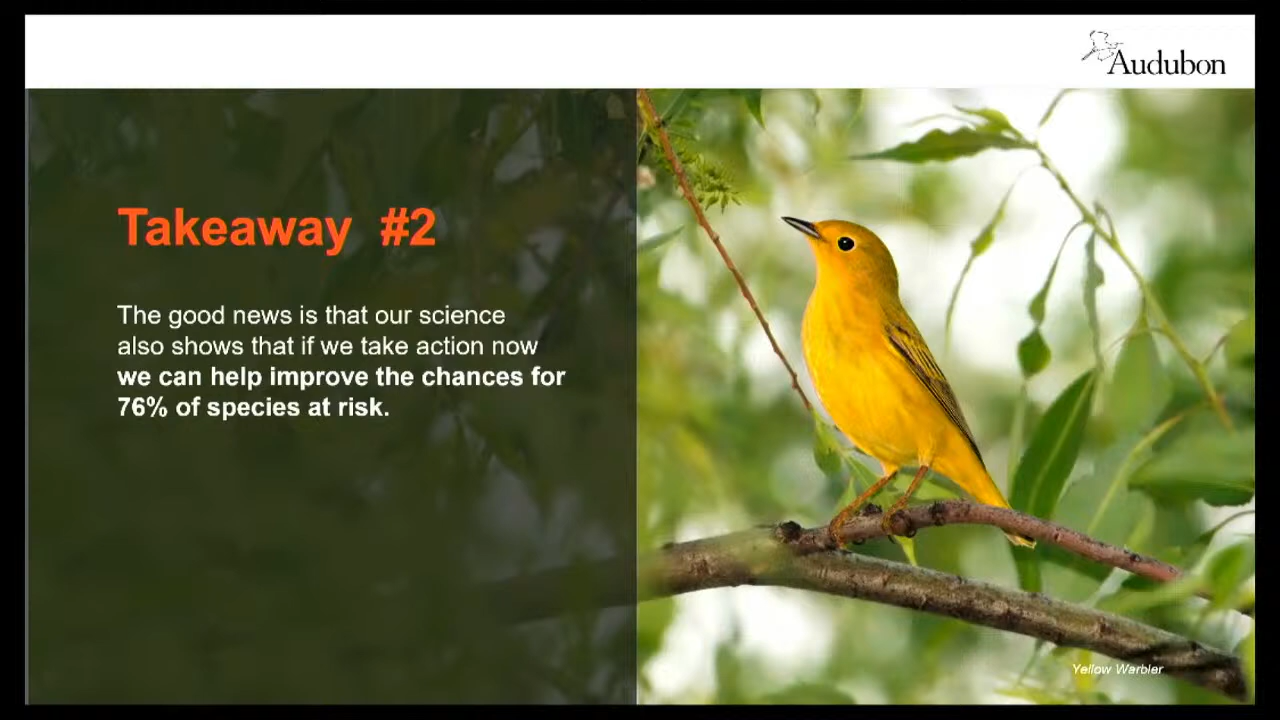 Audubon
Takeaway #2
The good news is that our science
also shows that if we take action now
we can help improve the chances for
76% of species at risk.
Yellow Warbler